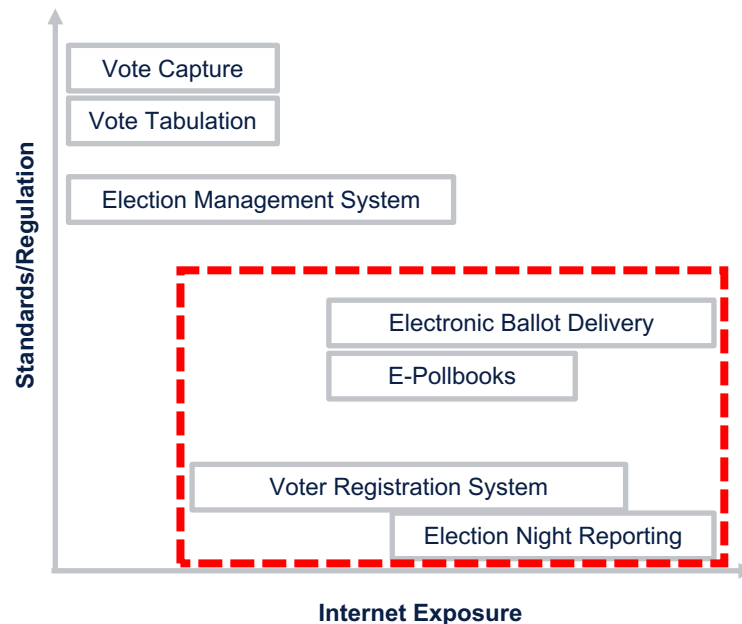 Vote Capture
Vote Tabulation
Election Management System
Electronic Ballot Delivery
E-Pollbooks
Voter Registration System
Election Night Reporting
Standards/Regulation
Internet Exposure